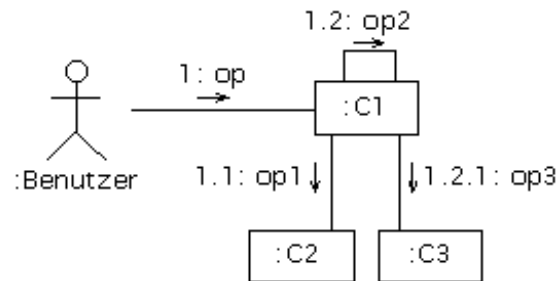 1.2: op2
1: op
:C1
:Benutzer
1.1: op1
1.2.1: op3
:C2
:C3